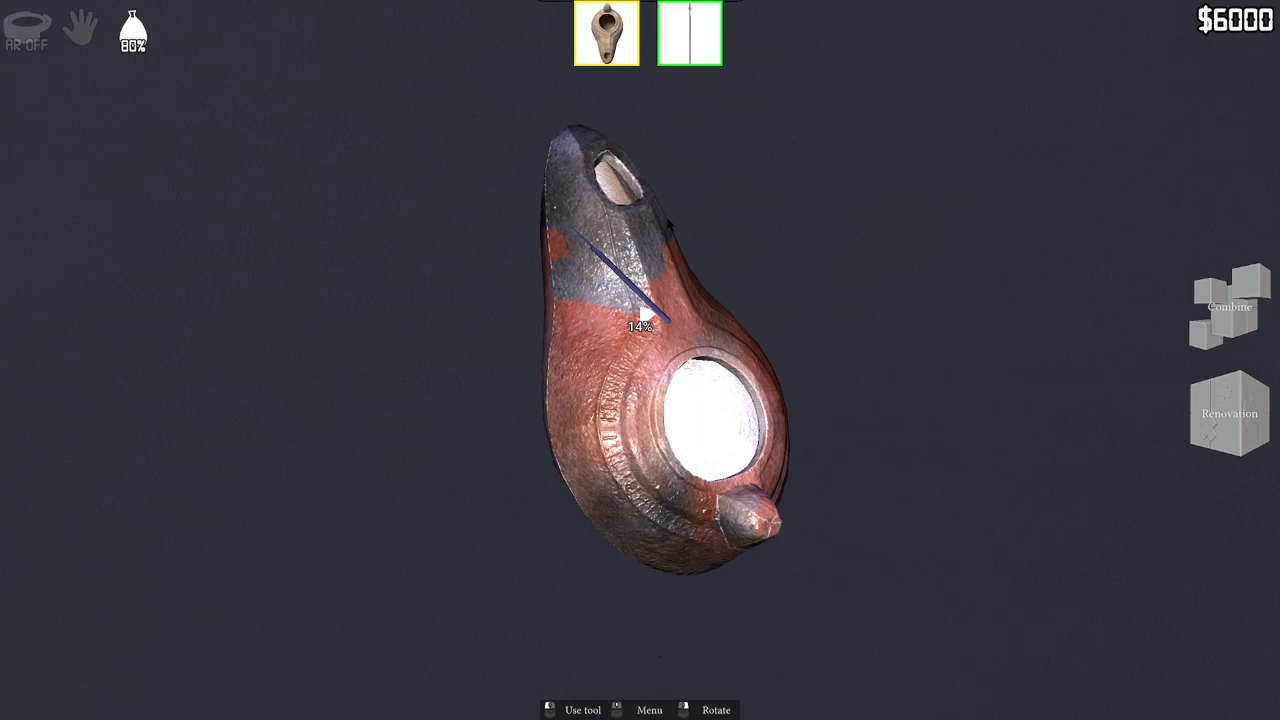 AR OFF
80%
$6000
14%
Combine
Renovation
Use tool
Menu
Rotate